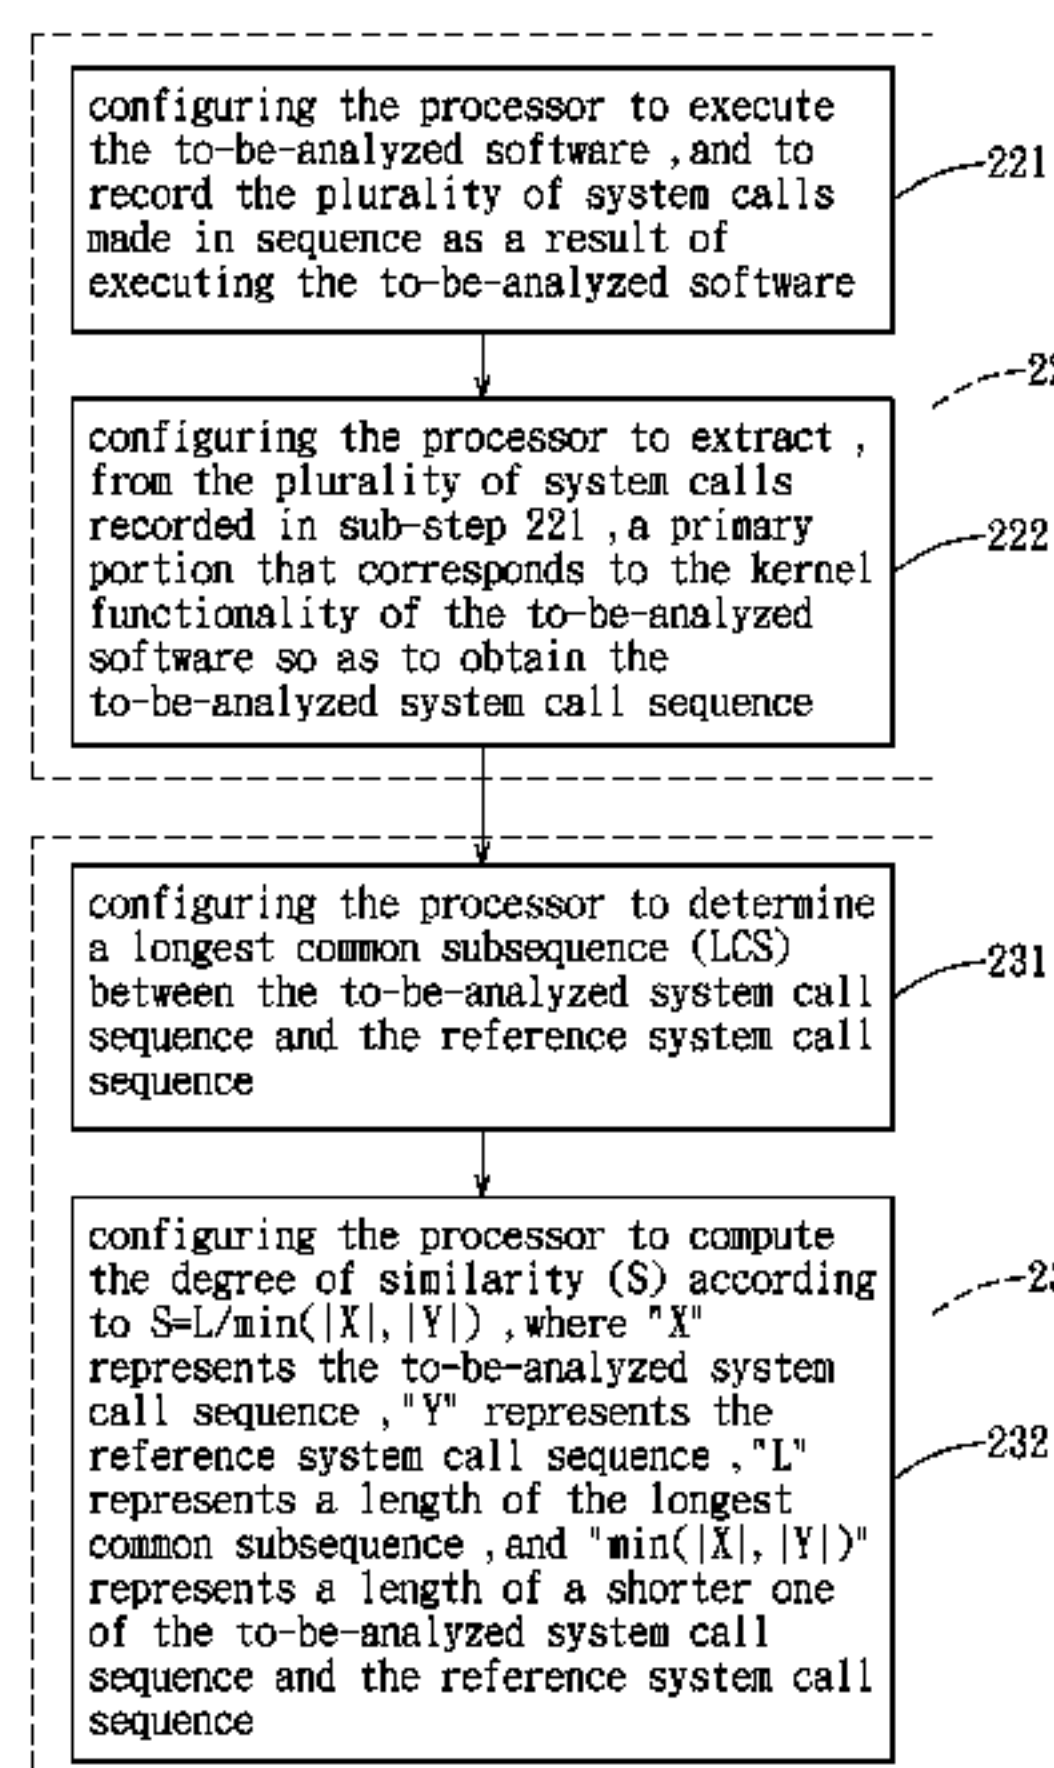 configuring the processor to execute
the to-be-analyzed software ,and to
record the plurality of system calls
made in sequence as a result of
executing the to-be-analyzed software
221
configuring the processor to extract ,
from the plurality of system calls
recorded in sub-step 221 ,a primary
portion that corresponds to the kernel
functionality of the to-be-analyzed
software so as to obtain the
to-be-analyzed system call sequence
222
configuring the processor to determine
a longest common subsequence (LCS)
between the to-be-analyzed system call
sequence and the reference system call
sequence
231
configuring the processor to compute
the degree of similarity (S) according
to S=L/min(|X|, |Y|) ,where "X"
represents the to-be-analyzed system
call sequence ,"Y" represents the
reference system call sequence ,"L"
represents a length of the longest
common subsequence ,and "min(|X|, |Y|)"
represents a length of a shorter one
of the to-be-analyzed system call
sequence and the reference system call
sequence
232